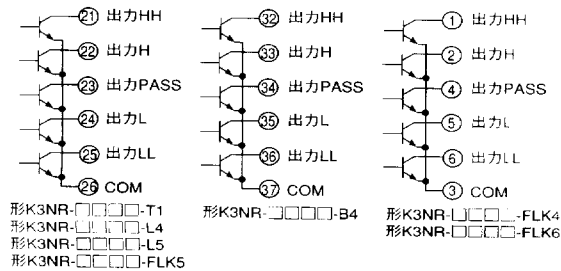 ㉑ 出力HH
㉒ 出力H
㉓ 出力PASS
㉔ 出力L
㉕ 出力LL
㉖ COM
形K3NR-□□□□-T1
形K3NR-□□□□-L4
形K3NR-□□□□-L5
形K3NR-□□□□-FLK5
㉜ 出力HH
㉝ 出力H
㉞ 出力PASS
㉟ 出力L
㊱ 出力LL
㊲ COM
形K3NR-□□□□-B4
① 出力HH
② 出力H
④ 出力PASS
⑤ 出力L
⑥ 出力LL
③ COM
形K3NR-□□□□-FLK4
形K3NR-□□□□-FLK6